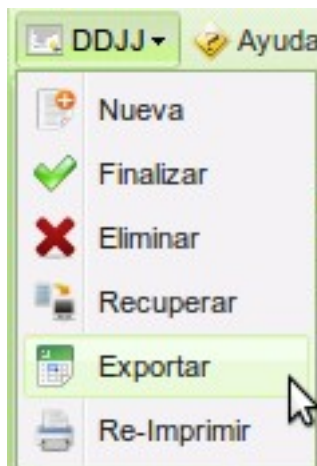 DDJJ Ayuda
Nueva
Finalizar
Eliminar
Recuperar
Exportar
Re-Imprimir